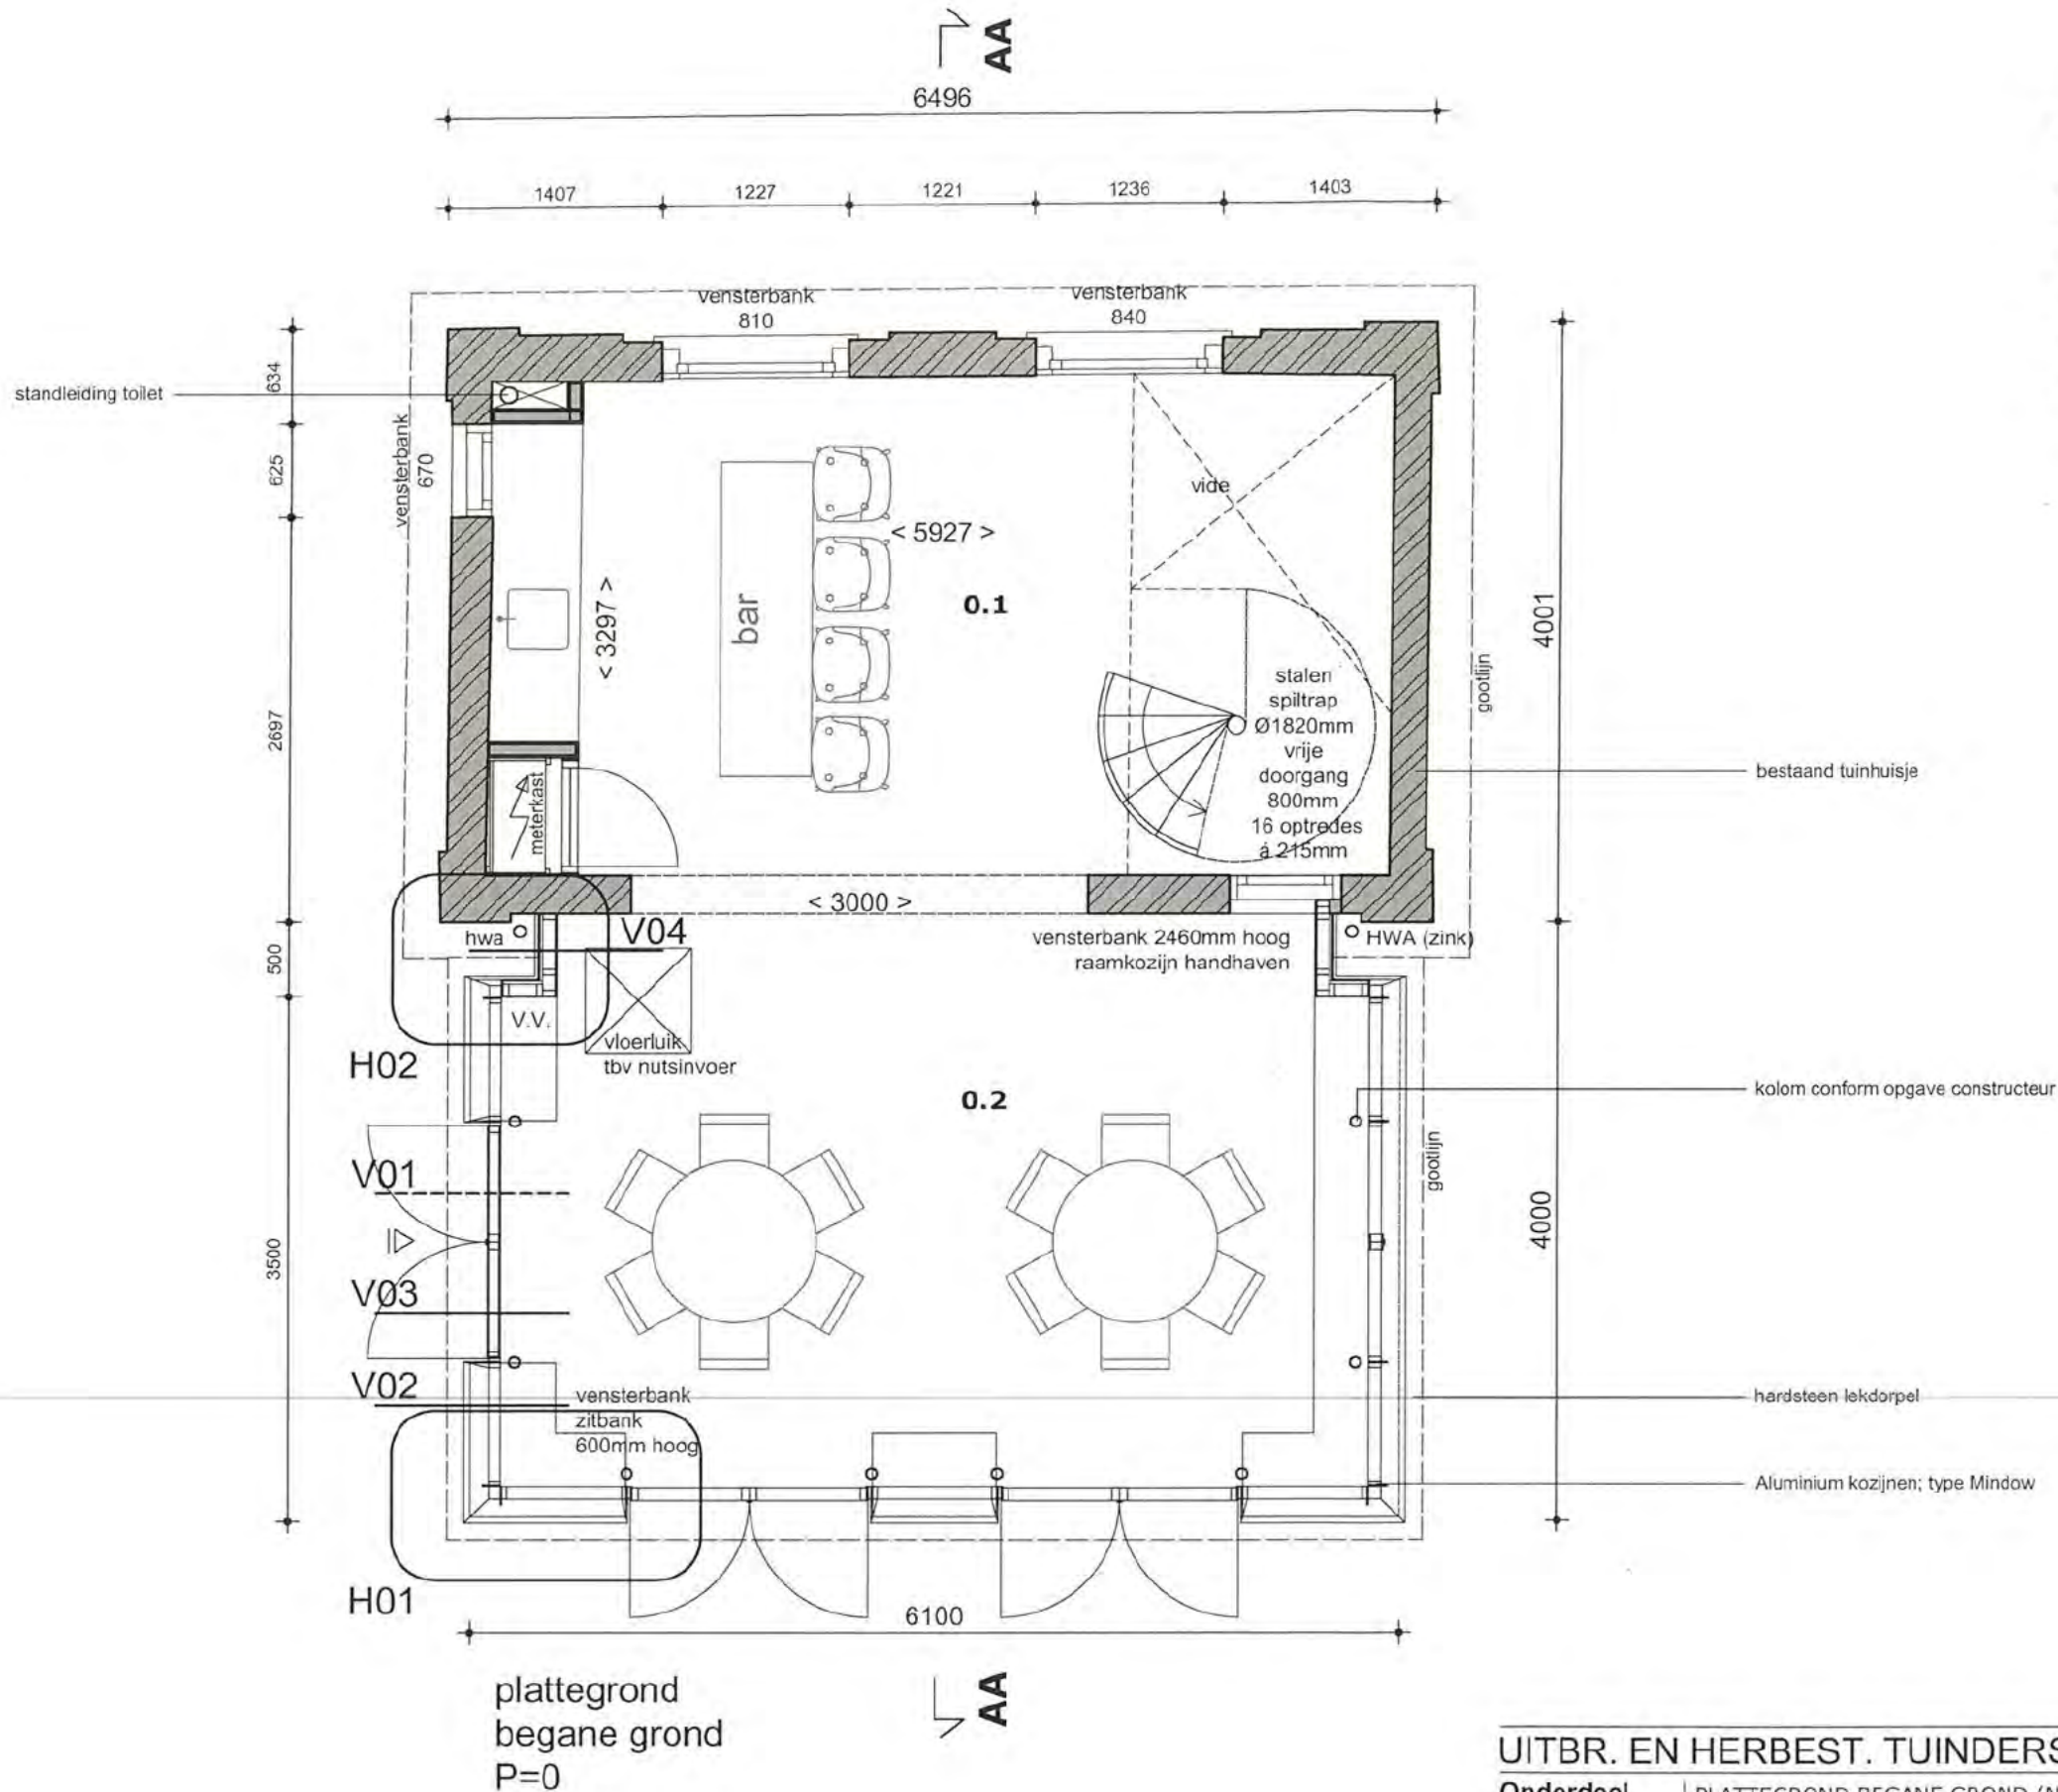 AA
6496
1407 1227 1221 1236 1403
vensterbank
810
vensterbank
840
standleiding toilet
634
625
2697
500
3500
vensterbank
670
< 5927 >
0.1
vide
< 3297 >
bar
4001
gootlijn
stalen
spiltrap
Ø1820mm
vrije
doorgang
800mm
16 optredes
á 215mm
bestaand tuinhuisje
meterkast
< 3000 >
hwa
V04
vensterbank 2460mm hoog
raamkozijn handhaven
HWA (zink)
V.V.
vloerluik
tbv nutsinvoer
H02
0.2
kolom conform opgave constructeur
gootlijn
4000
V01
V03
V02
vensterbank
zitbank
600mm hoog
hardsteen lekdorpel
Aluminium kozijnen; type Mindow
H01
6100
plattegrond
begane grond
P=0
AA
UITBR. EN HERBEST. TUINDERS